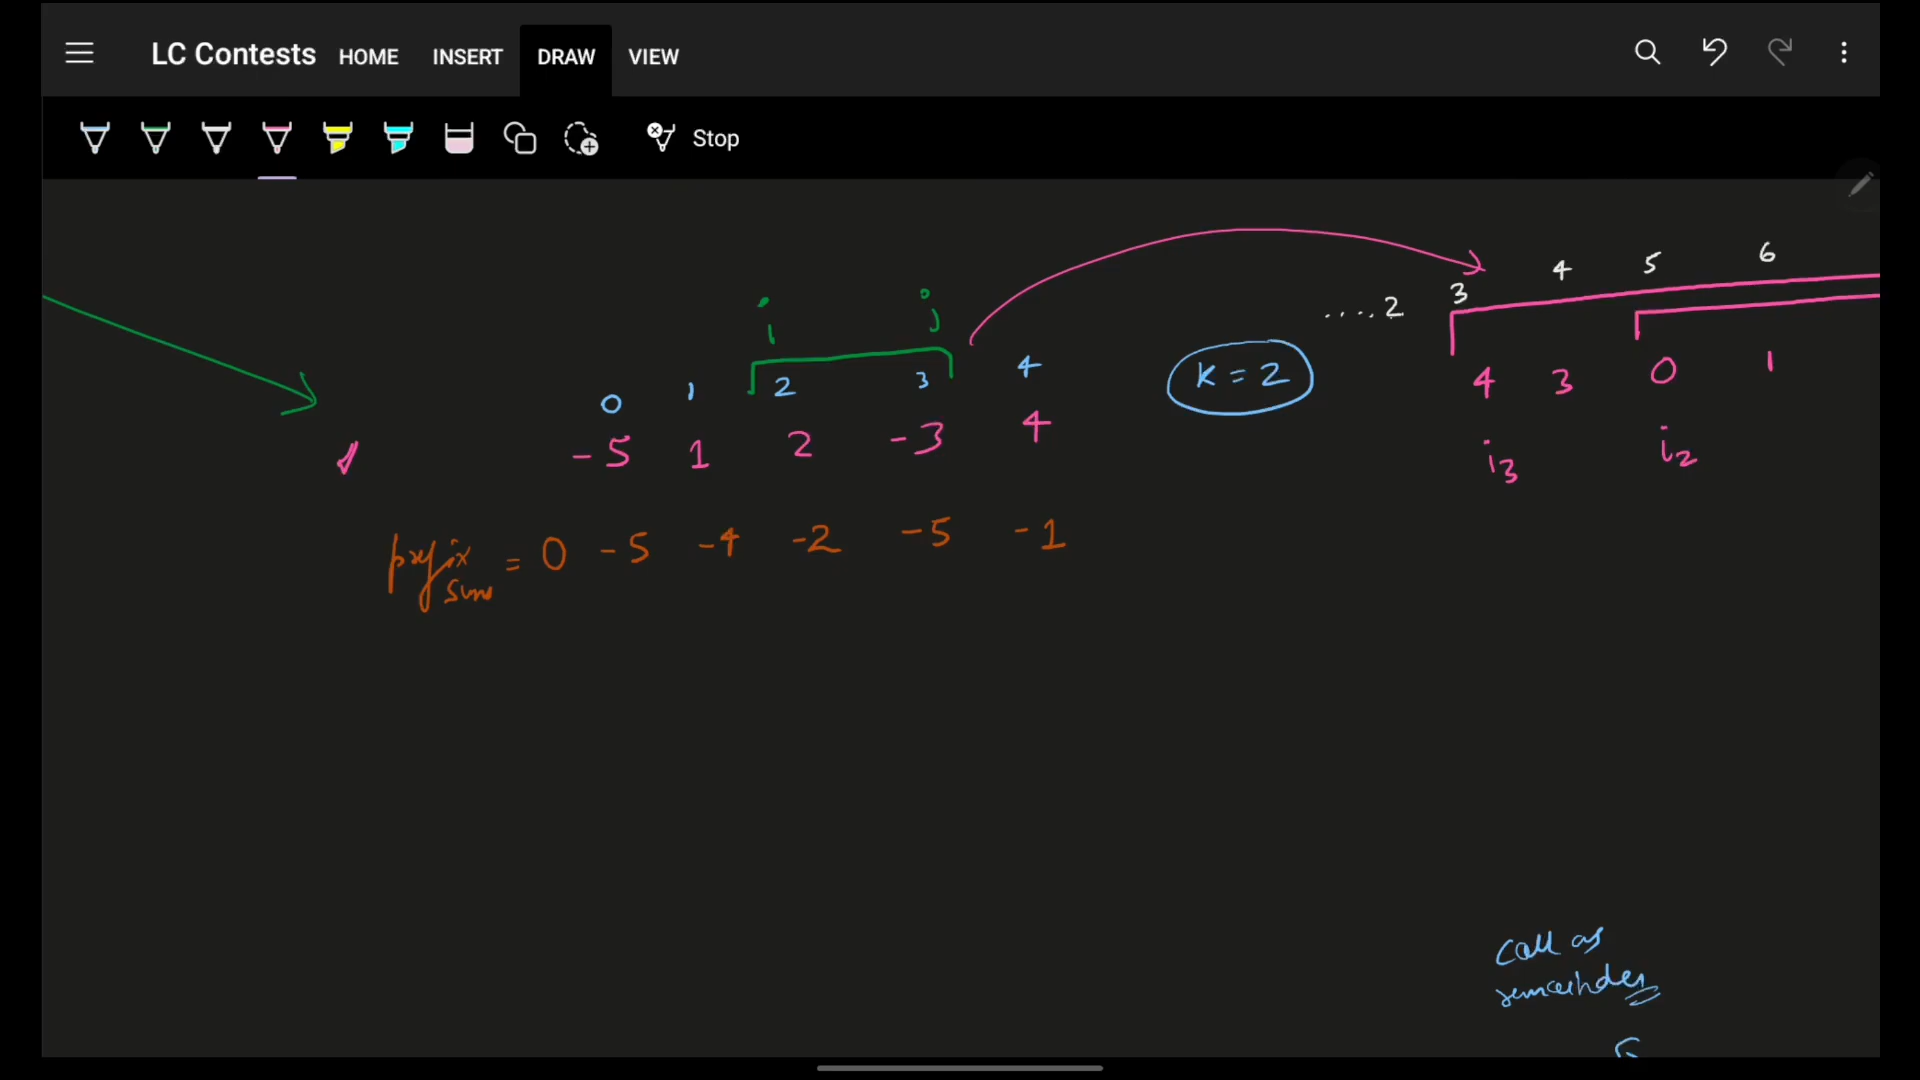 LC Contests HOME INSERT DRAW VIEW
Stop
i j
0 1 2 3 4
-5 1 2 -3 4
prefix sum = 0 -5 -4 -2 -5 -1
K = 2
.... 2 3 4 5 6
4 3 0 1
i3 i2
Call as
remainder